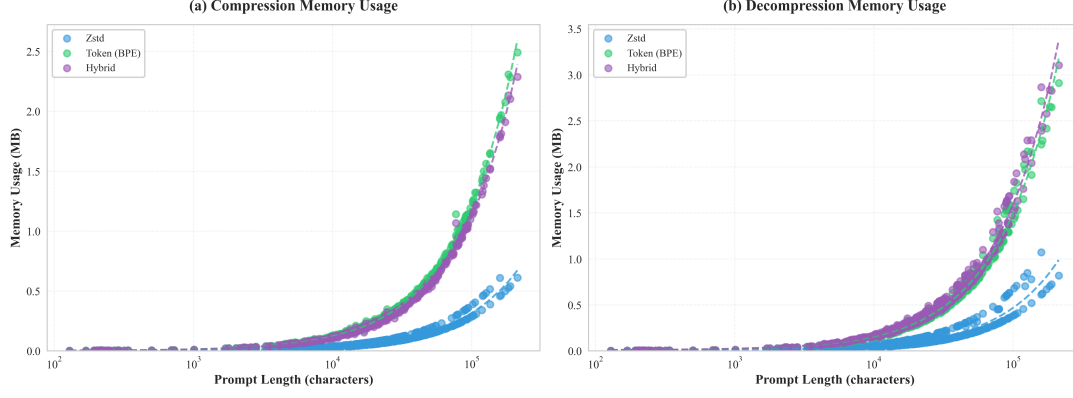 (a) Compression Memory Usage
Zstd
Token (BPE)
Hybrid
Memory Usage (MB)
2.5
2.0
1.5
1.0
0.5
0.0
10²
10³
10⁴
10⁵
Prompt Length (characters)
(b) Decompression Memory Usage
Zstd
Token (BPE)
Hybrid
Memory Usage (MB)
3.5
3.0
2.5
2.0
1.5
1.0
0.5
0.0
10²
10³
10⁴
10⁵
Prompt Length (characters)